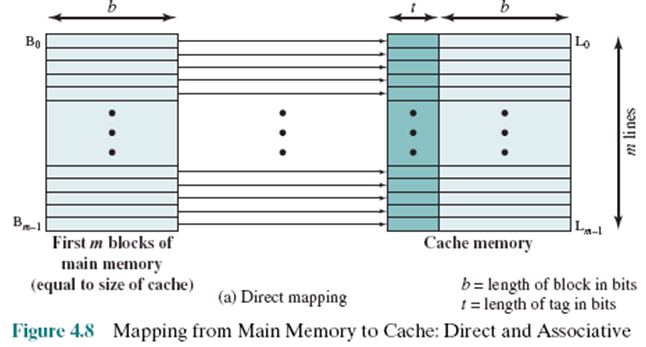 b
t
b
B0
L0
m lines
Bm–1
Lm–1
First m blocks of
main memory
(equal to size of cache)
Cache memory
(a) Direct mapping
b = length of block in bits
t = length of tag in bits
Figure 4.8 Mapping from Main Memory to Cache: Direct and Associative